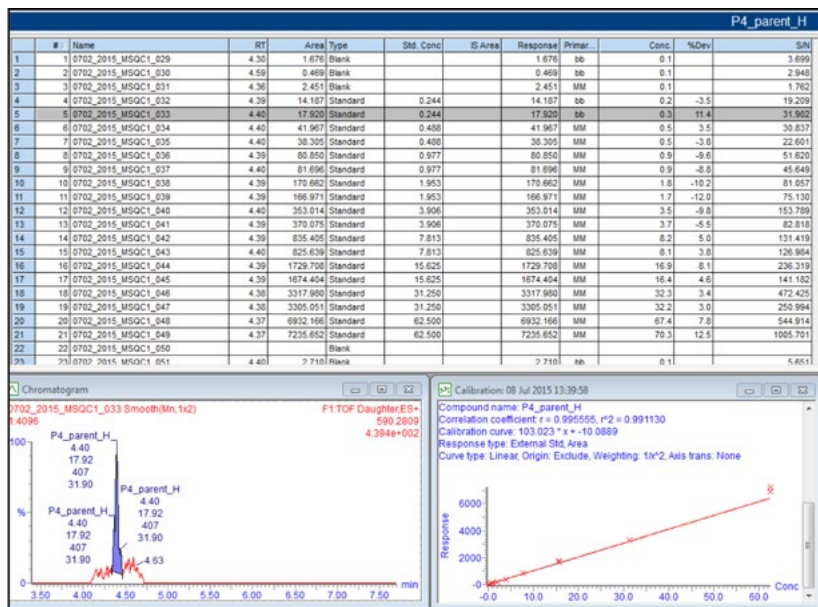 P4_parent_H
# Name RT Area Type Std. Conc IS Area Response Primar... Conc. %Dev S/N
1 1 0702_2015_MSQC1_029 4.30 1.676 Blank 1.676 bb 0.1 3.699
2 2 0702_2015_MSQC1_030 4.59 0.469 Blank 0.469 bb 0.1 2.948
3 3 0702_2015_MSQC1_031 4.36 2.451 Blank 2.451 MM 0.1 1.762
4 4 0702_2015_MSQC1_032 4.39 14.187 Standard 0.244 14.187 bb 0.2 -3.5 19.209
5 5 0702_2015_MSQC1_033 4.40 17.920 Standard 0.244 17.920 bb 0.3 11.4 31.902
6 6 0702_2015_MSQC1_034 4.40 41.967 Standard 0.488 41.967 MM 0.5 3.5 30.837
7 7 0702_2015_MSQC1_035 4.40 38.305 Standard 0.488 38.305 MM 0.5 -3.8 22.601
8 8 0702_2015_MSQC1_036 4.39 80.850 Standard 0.977 80.850 MM 0.9 -9.6 51.620
9 9 0702_2015_MSQC1_037 4.40 81.696 Standard 0.977 81.696 MM 0.9 -8.8 45.649
10 10 0702_2015_MSQC1_038 4.39 170.662 Standard 1.953 170.662 MM 1.8 -10.2 81.057
11 11 0702_2015_MSQC1_039 4.39 166.971 Standard 1.953 166.971 MM 1.7 -12.0 75.130
12 12 0702_2015_MSQC1_040 4.40 353.014 Standard 3.906 353.014 MM 3.5 -9.8 153.789
13 13 0702_2015_MSQC1_041 4.39 370.075 Standard 3.906 370.075 MM 3.7 -5.5 82.818
14 14 0702_2015_MSQC1_042 4.39 835.405 Standard 7.813 835.405 MM 8.2 5.0 131.419
15 15 0702_2015_MSQC1_043 4.40 825.639 Standard 7.813 825.639 MM 8.1 3.8 126.984
16 16 0702_2015_MSQC1_044 4.39 1729.708 Standard 15.625 1729.708 MM 16.9 8.1 236.319
17 17 0702_2015_MSQC1_045 4.39 1674.404 Standard 15.625 1674.404 MM 16.4 4.6 141.182
18 18 0702_2015_MSQC1_046 4.38 3317.980 Standard 31.250 3317.980 MM 32.3 3.4 472.425
19 19 0702_2015_MSQC1_047 4.38 3305.051 Standard 31.250 3305.051 MM 32.2 3.0 250.994
20 20 0702_2015_MSQC1_048 4.37 6932.166 Standard 62.500 6932.166 MM 67.4 7.8 544.914
21 21 0702_2015_MSQC1_049 4.37 7235.652 Standard 62.500 7235.652 MM 70.3 12.5 1005.701
22 22 0702_2015_MSQC1_050 Blank
23 23 0702_2015_MSQC1_051 4.40 2.710 Blank 2.710 bb 0.1 5.651
Chromatogram
0702_2015_MSQC1_033 Smooth(Mn,1x2) F1:TOF Daughter,ES+
1:4096 590.2809
4.394e+002
100
%
P4_parent_H
4.40
17.92
407
31.90
P4_parent_H
4.40
17.92
407
31.90
P4_parent_H
4.40
17.92
407
31.90
4.63
3.50 4.00 4.50 5.00 5.50 6.00 6.50 7.00 7.50 min
Calibration: 08 Jul 2015 13:39:58
Compound name: P4_parent_H
Correlation coefficient: r = 0.995555, r^2 = 0.991130
Calibration curve: 103.023 * x + -10.0889
Response type: External Std, Area
Curve type: Linear, Origin: Exclude, Weighting: 1/x^2, Axis trans: None
Response
6000
4000
2000
-0
-0.0 10.0 20.0 30.0 40.0 50.0 60.0 Conc